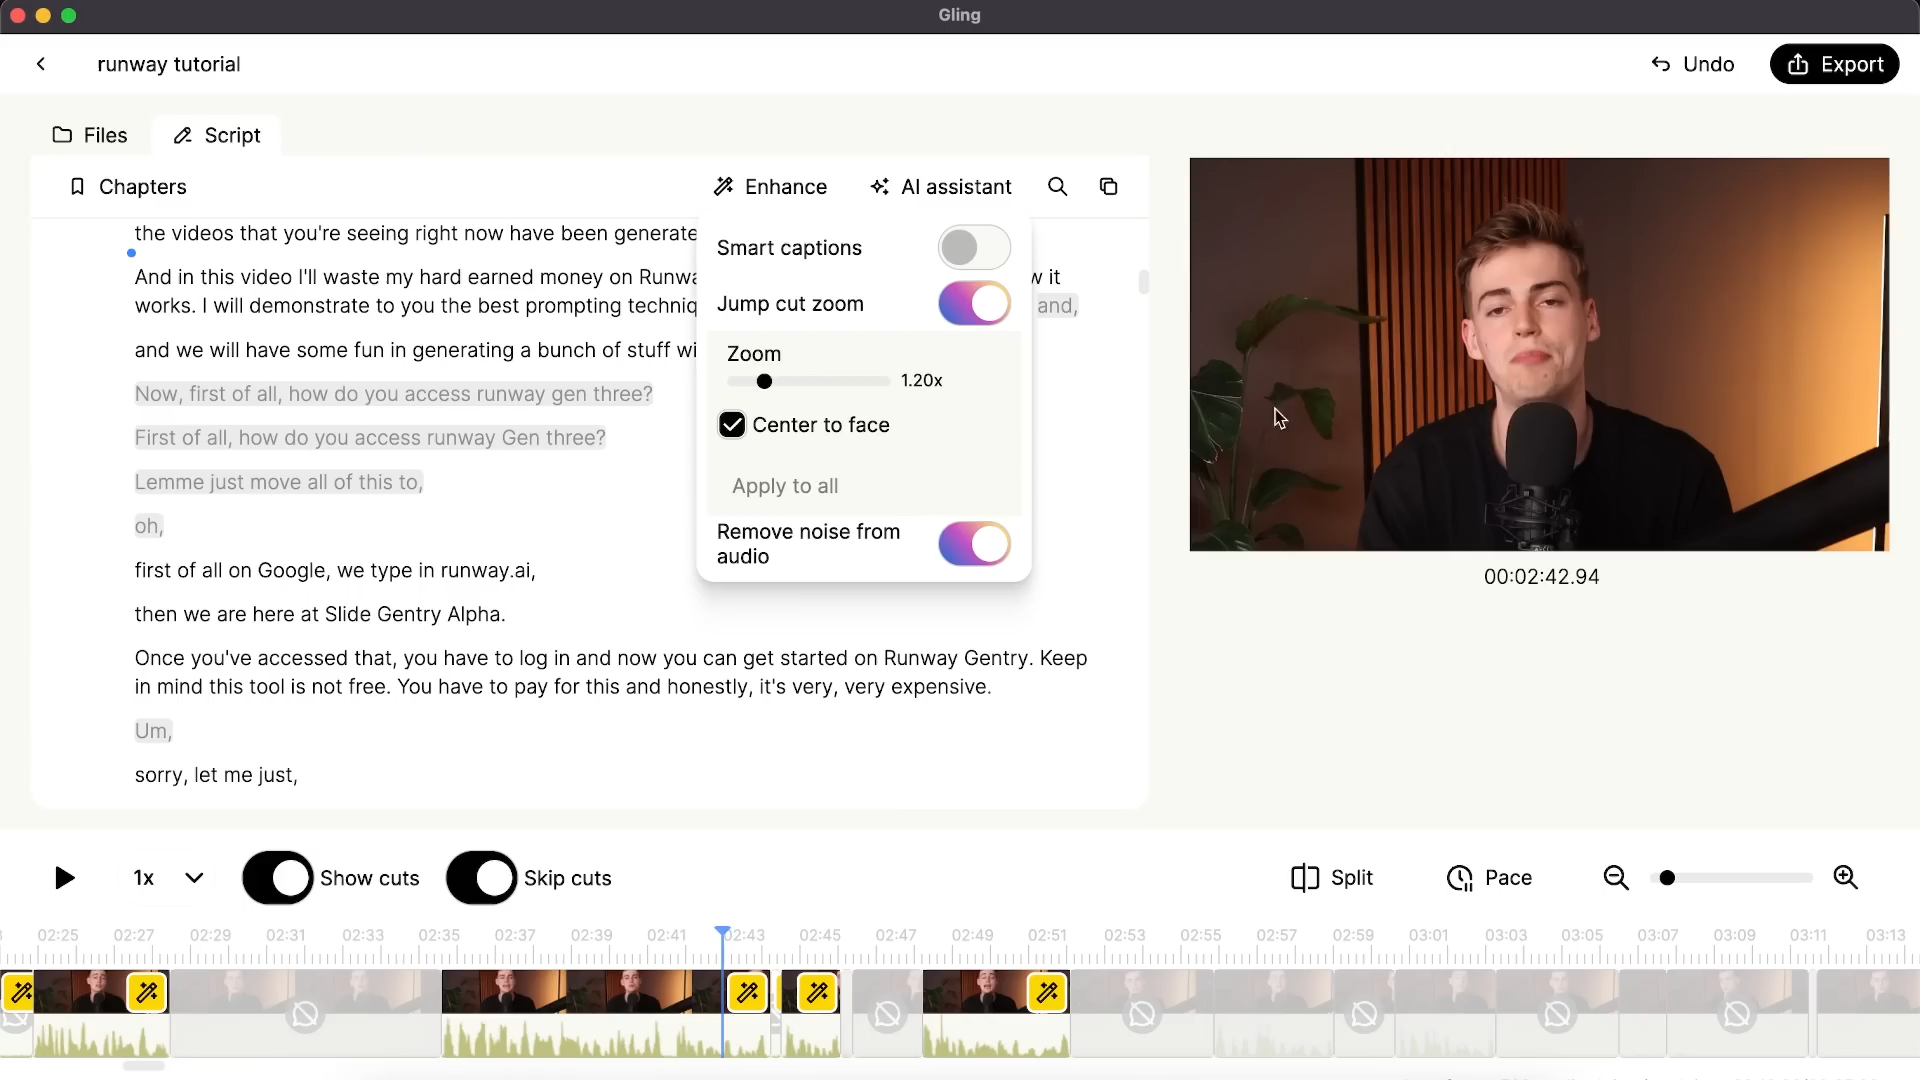 Gling
runway tutorial
Undo
Export
Files
Script
Chapters
Enhance
AI assistant
the videos that you're seeing right now have been generate
And in this video I'll waste my hard earned money on Runwa
w it
works. I will demonstrate to you the best prompting techniq
and,
and we will have some fun in generating a bunch of stuff wi
Now, first of all, how do you access runway gen three?
First of all, how do you access runway Gen three?
Lemme just move all of this to,
oh,
first of all on Google, we type in runway.ai,
then we are here at Slide Gentry Alpha.
Once you've accessed that, you have to log in and now you can get started on Runway Gentry. Keep
in mind this tool is not free. You have to pay for this and honestly, it's very, very expensive.
Um,
sorry, let me just,
Smart captions
Jump cut zoom
Zoom
1.20x
Center to face
Apply to all
Remove noise from
audio
00:02:42.94
1x
Show cuts
Skip cuts
Split
Pace
02:25 02:27 02:29 02:31 02:33 02:35 02:37 02:39 02:41 02:43 02:45 02:47 02:49 02:51 02:53 02:55 02:57 02:59 03:01 03:03 03:05 03:07 03:09 03:11 03:13